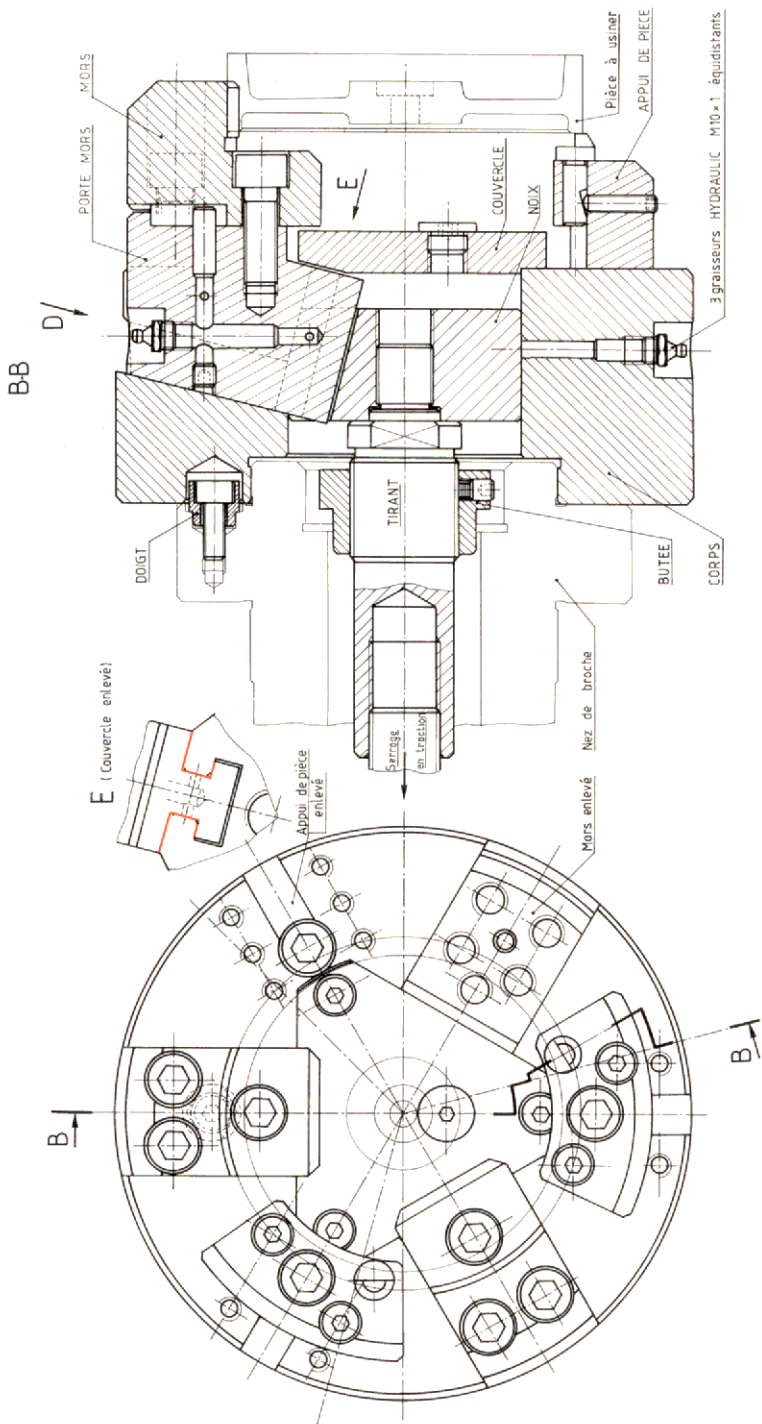 B-B
D
PORTE MORS
MORS
E
COUVERCLE
NOIX
Pièce à usiner
APPUI DE PIECE
3 graisseurs HYDRAULIC M10×1 équidistants
DOIGT
TIRANT
BUTEE
CORPS
Serrage
en traction
Nez de broche
E (Couvercle enlevé)
Appui de pièce
enlevé
Mors enlevé
B
B